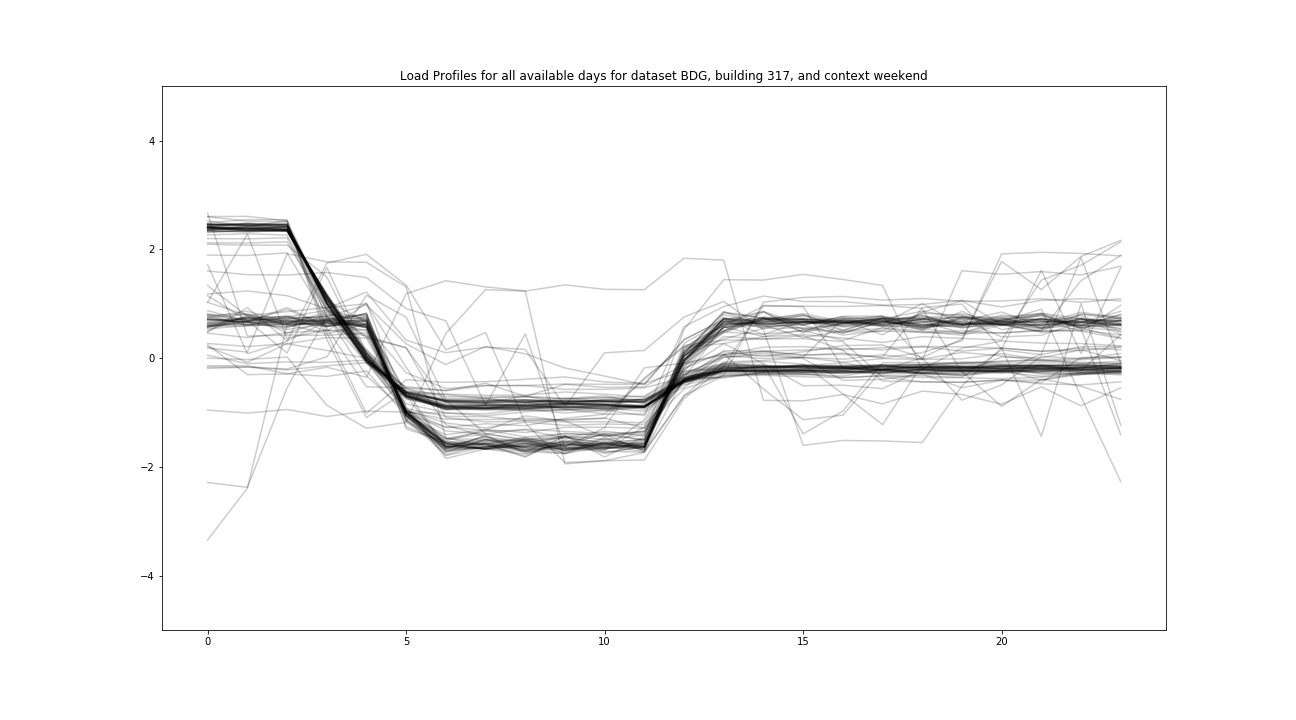 Load Profiles for all available days for dataset BDG, building 317, and context weekend
4
2
0
−2
−4
0 5 10 15 20